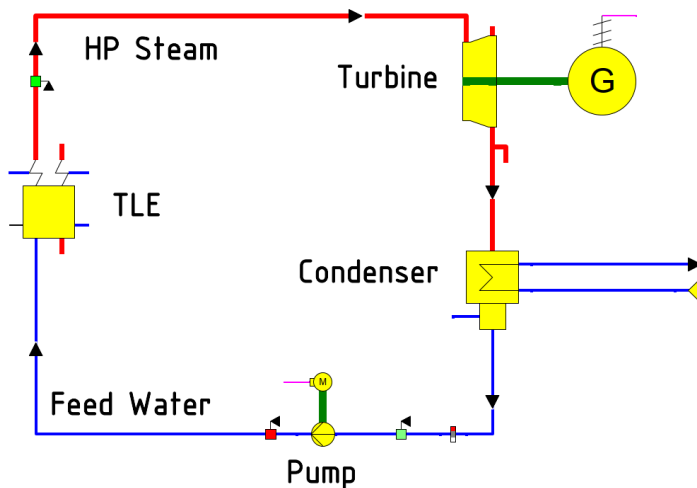 HP Steam
Turbine
G
TLE
Condenser
M
Feed Water
Pump